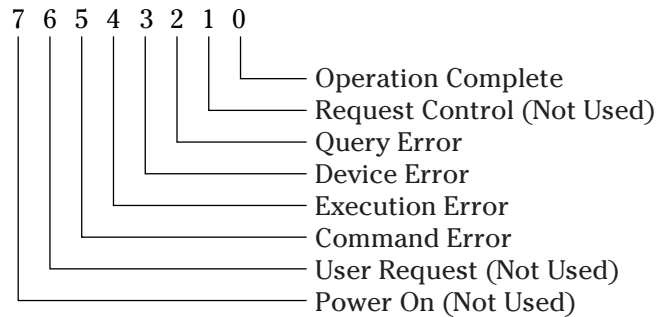 7 6 5 4 3 2 1 0
Operation Complete
Request Control (Not Used)
Query Error
Device Error
Execution Error
Command Error
User Request (Not Used)
Power On (Not Used)